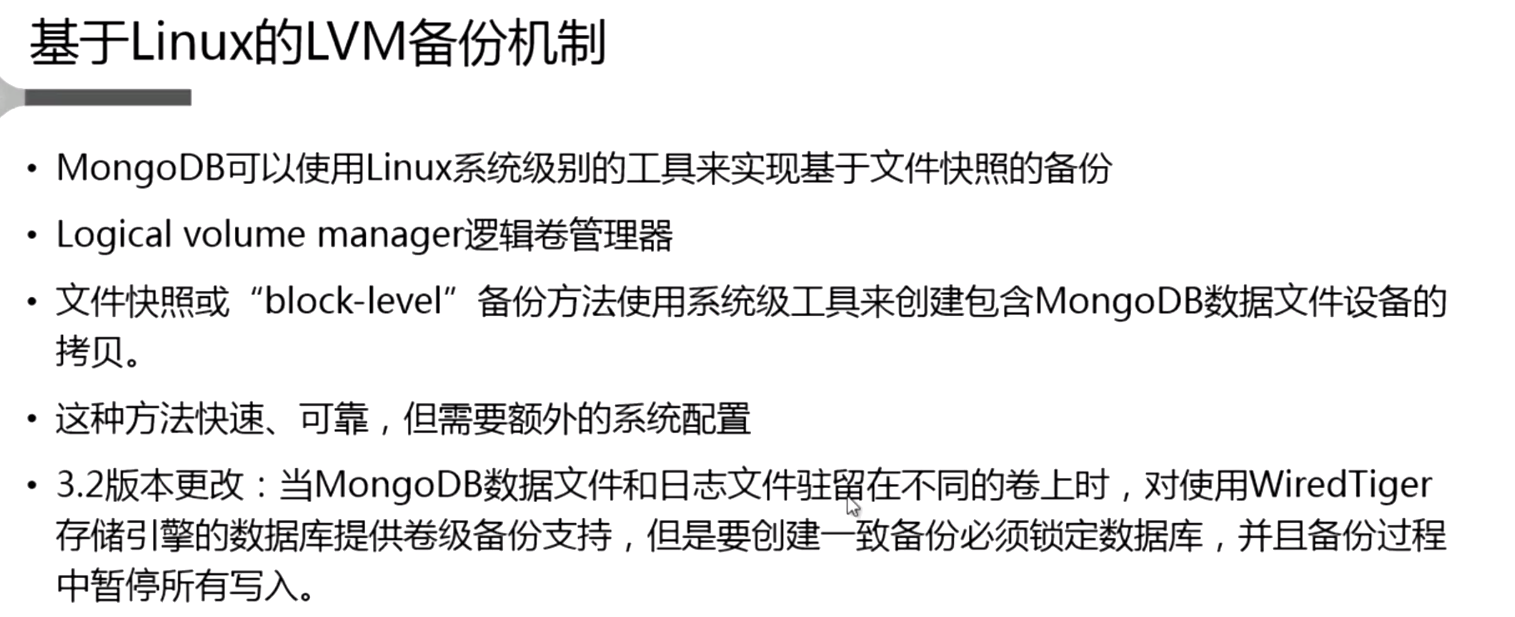 基于Linux的LVM备份机制
• MongoDB可以使用Linux系统级别的工具来实现基于文件快照的备份
• Logical volume manager逻辑卷管理器
• 文件快照或“block-level”备份方法使用系统级工具来创建包含MongoDB数据文件设备的
拷贝。
• 这种方法快速、可靠，但需要额外的系统配置
• 3.2版本更改：当MongoDB数据文件和日志文件驻留在不同的卷上时，对使用WiredTiger
存储引擎的数据库提供卷级备份支持，但是要创建一致备份必须锁定数据库，并且备份过程
中暂停所有写入。